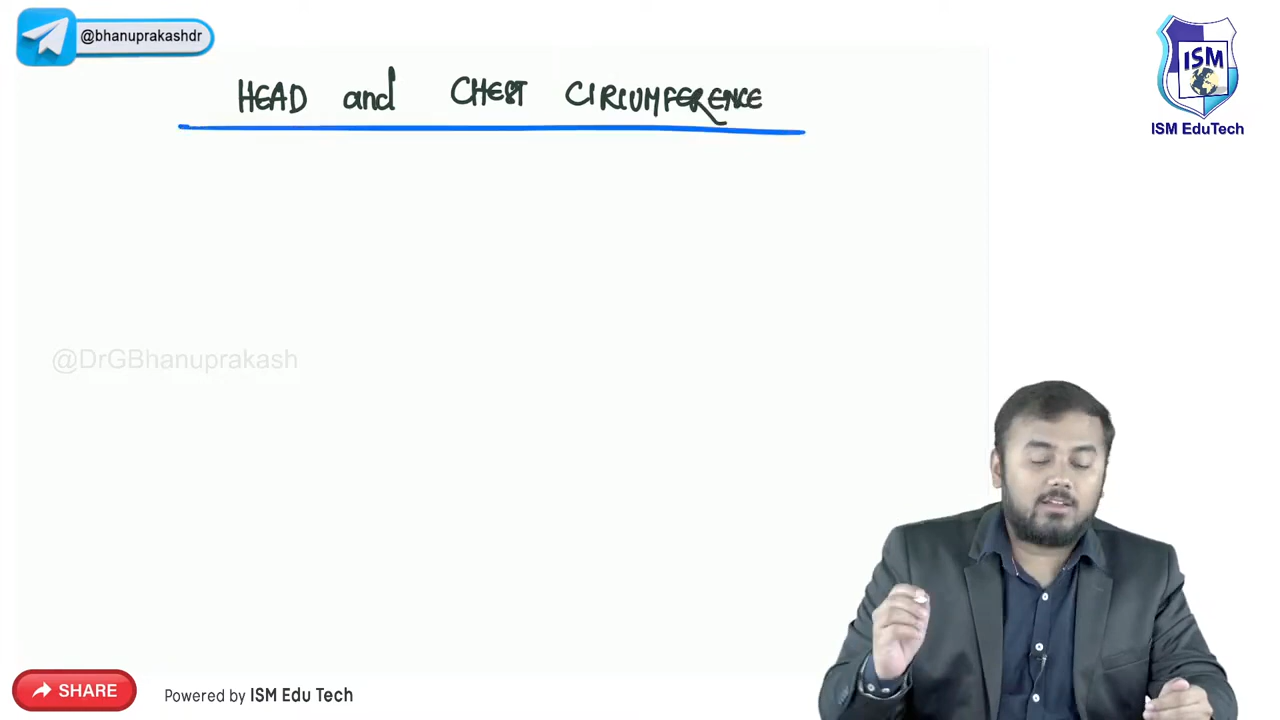 @bhanuprakashdr
ISM
ISM EduTech
HEAD and CHEST CIRCUMFERENCE
@DrGBhanuprakash
SHARE
Powered by ISM Edu Tech